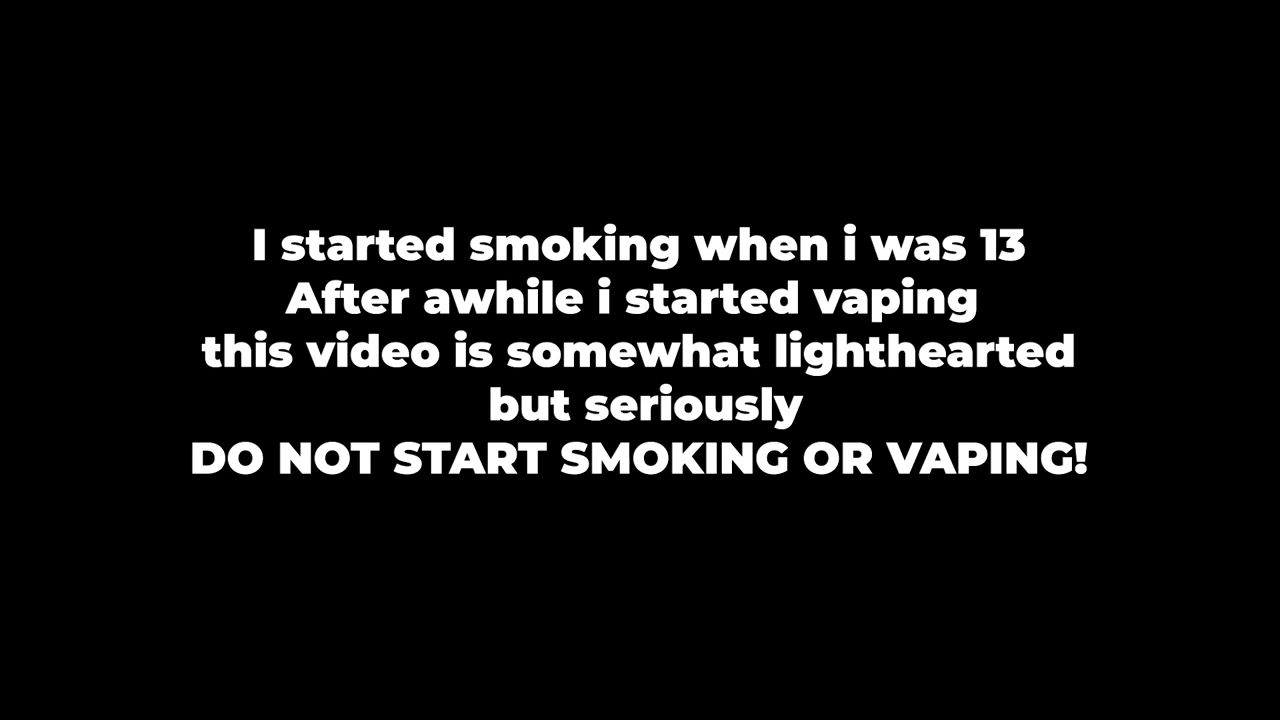 I started smoking when i was 13
After awhile i started vaping
this video is somewhat lighthearted
but seriously
DO NOT START SMOKING OR VAPING!